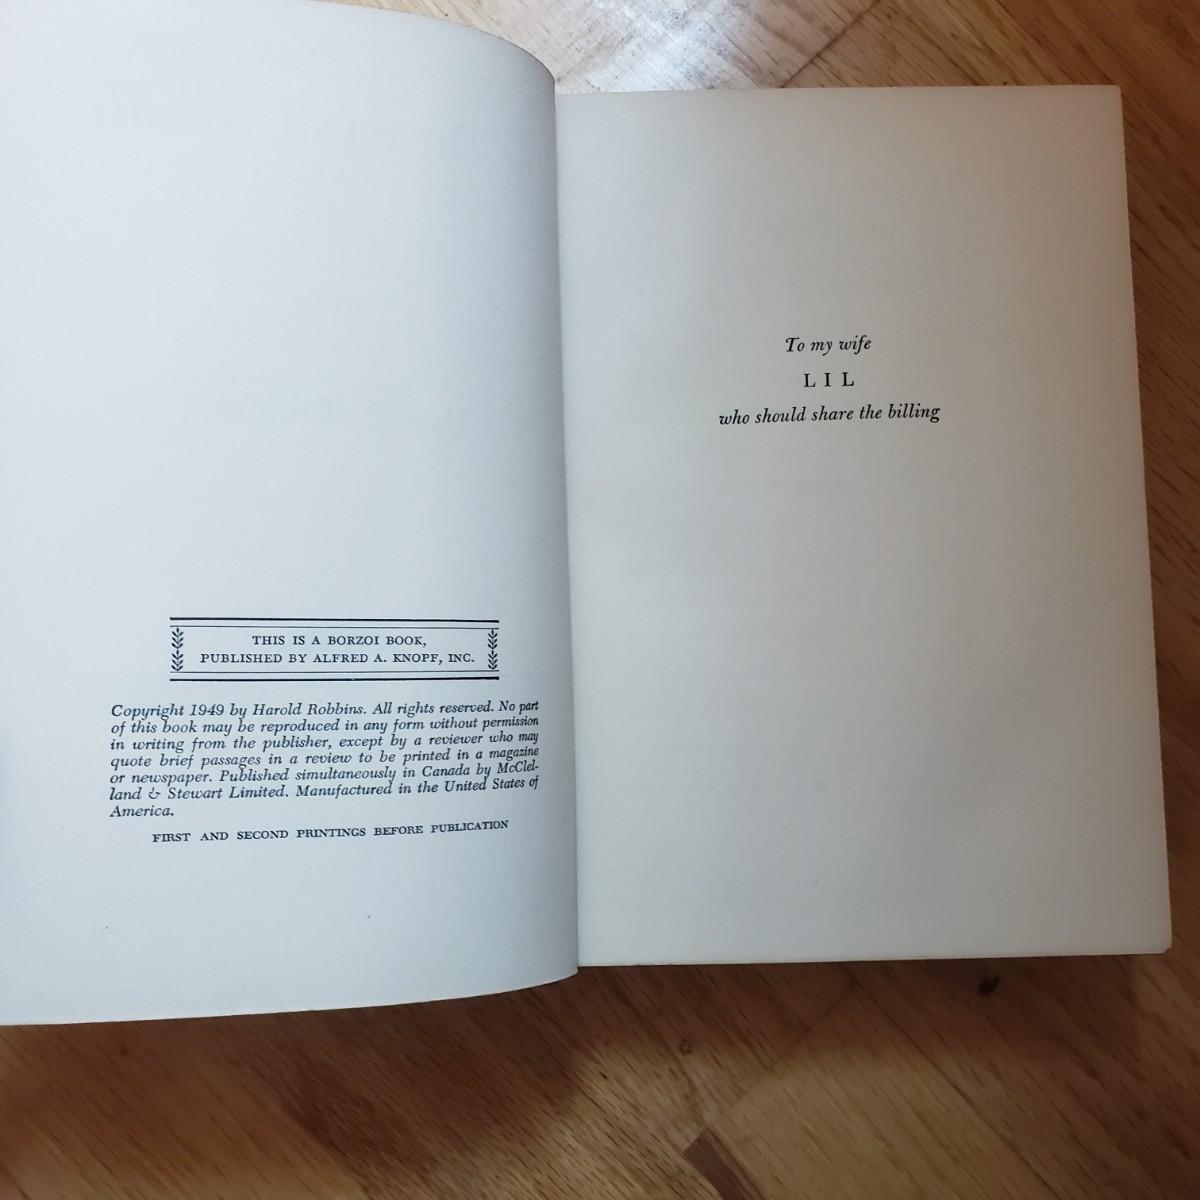 THIS IS A BORZOI BOOK,
PUBLISHED BY ALFRED A. KNOPF, INC.
Copyright 1949 by Harold Robbins. All rights reserved. No part
of this book may be reproduced in any form without permission
in writing from the publisher, except by a reviewer who may
quote brief passages in a review to be printed in a magazine
or newspaper. Published simultaneously in Canada by McClel-
land & Stewart Limited. Manufactured in the United States of
America.
FIRST AND SECOND PRINTINGS BEFORE PUBLICATION
To my wife
LIL
who should share the billing